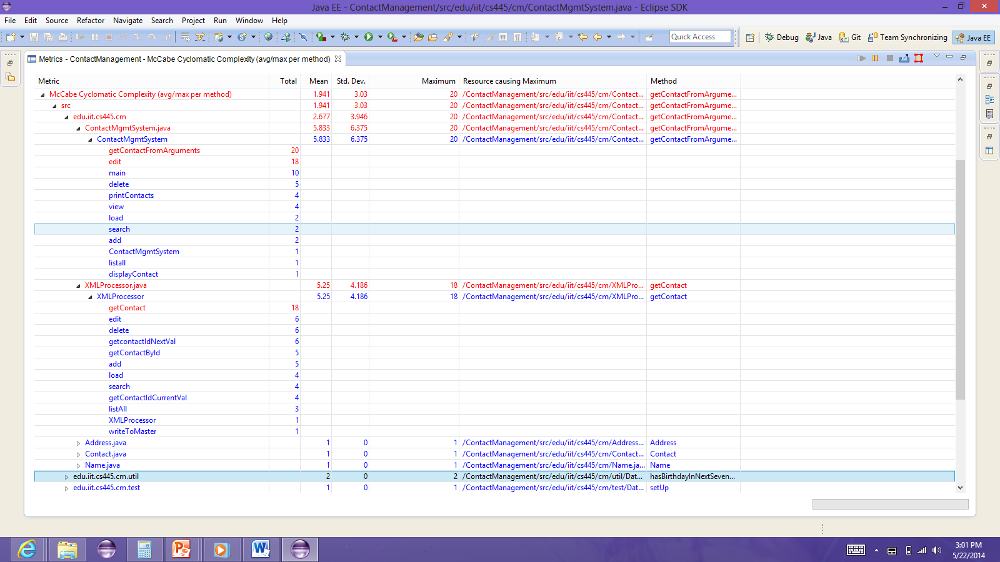 Java EE - ContactManagement/src/edu/iit/cs445/cm/ContactMgmtSystem.java - Eclipse SDK
File Edit Source Refactor Navigate Search Project Run Window Help
Quick Access Debug Java Git Team Synchronizing Java EE
Metrics - ContactManagement - McCabe Cyclomatic Complexity (avg/max per method)
Metric Total Mean Std. Dev. Maximum Resource causing Maximum Method
McCabe Cyclomatic Complexity (avg/max per method) 1.941 3.03 20 /ContactManagement/src/edu/iit/cs445/cm/Contact... getContactFromArgume...
src 1.941 3.03 20 /ContactManagement/src/edu/iit/cs445/cm/Contact... getContactFromArgume...
edu.iit.cs445.cm 2.677 3.946 20 /ContactManagement/src/edu/iit/cs445/cm/Contact... getContactFromArgume...
ContactMgmtSystem.java 5.833 6.375 20 /ContactManagement/src/edu/iit/cs445/cm/Contact... getContactFromArgume...
ContactMgmtSystem 5.833 6.375 20 /ContactManagement/src/edu/iit/cs445/cm/Contact... getContactFromArgume...
getContactFromArguments 20
edit 18
main 10
delete 5
printContacts 4
view 4
load 2
search 2
add 2
ContactMgmtSystem 1
listall 1
displayContact 1
XMLProcessor.java 5.25 4.186 18 /ContactManagement/src/edu/iit/cs445/cm/XMLPro... getContact
XMLProcessor 5.25 4.186 18 /ContactManagement/src/edu/iit/cs445/cm/XMLPro... getContact
getContact 18
edit 6
delete 6
getcontactIdNextVal 6
getContactById 5
add 5
load 4
search 4
getContactIdCurrentVal 4
listAll 3
XMLProcessor 1
writeToMaster 1
Address.java 1 0 1 /ContactManagement/src/edu/iit/cs445/cm/Address... Address
Contact.java 1 0 1 /ContactManagement/src/edu/iit/cs445/cm/Contact... Contact
Name.java 1 0 1 /ContactManagement/src/edu/iit/cs445/cm/Name.ja... Name
edu.iit.cs445.cm.util 2 0 2 /ContactManagement/src/edu/iit/cs445/cm/util/Dat... hasBirthdayInNextSeven...
edu.iit.cs445.cm.test 1 0 1 /ContactManagement/src/edu/iit/cs445/cm/test/Dat... setUp
3:01 PM
5/22/2014